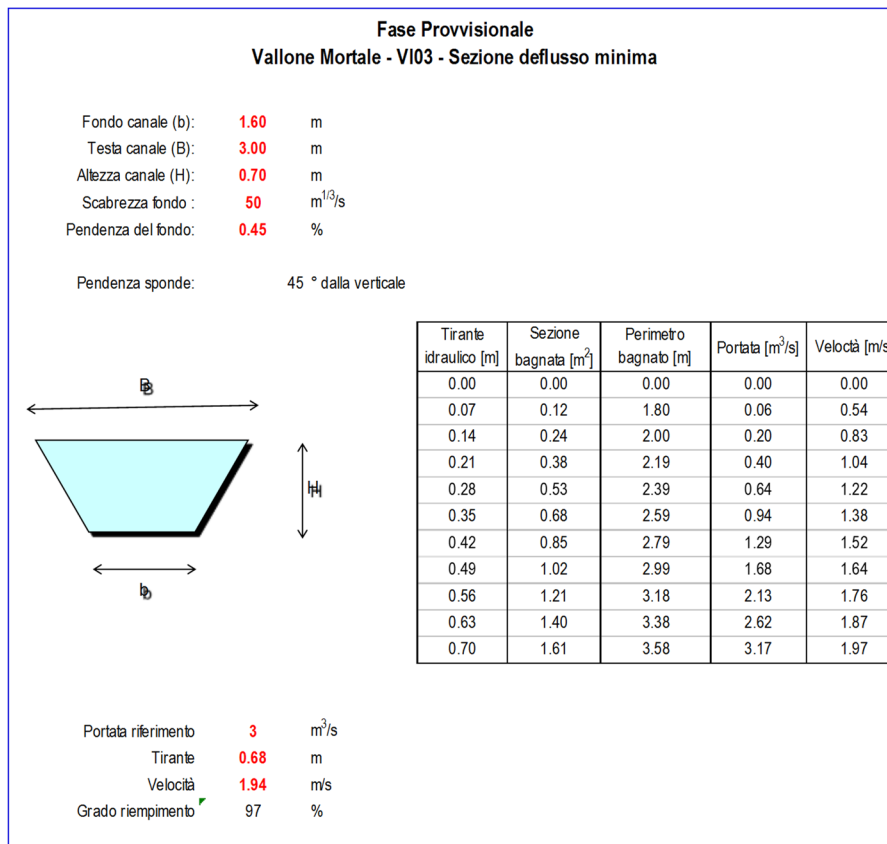 Fase Provvisionale
Vallone Mortale - VI03 - Sezione deflusso minima
Fondo canale (b): 1.60 m
Testa canale (B): 3.00 m
Altezza canale (H): 0.70 m
Scabrezza fondo : 50 m^1/3/s
Pendenza del fondo: 0.45 %
Pendenza sponde: 45 ° dalla verticale
Tirante idraulico [m] Sezione bagnata [m²] Perimetro bagnato [m] Portata [m³/s] Veloctà [m/s
0.00 0.00 0.00 0.00 0.00
0.07 0.12 1.80 0.06 0.54
0.14 0.24 2.00 0.20 0.83
0.21 0.38 2.19 0.40 1.04
0.28 0.53 2.39 0.64 1.22
0.35 0.68 2.59 0.94 1.38
0.42 0.85 2.79 1.29 1.52
0.49 1.02 2.99 1.68 1.64
0.56 1.21 3.18 2.13 1.76
0.63 1.40 3.38 2.62 1.87
0.70 1.61 3.58 3.17 1.97
B
H
b
Portata riferimento 3 m³/s
Tirante 0.68 m
Velocità 1.94 m/s
Grado riempimento 97 %